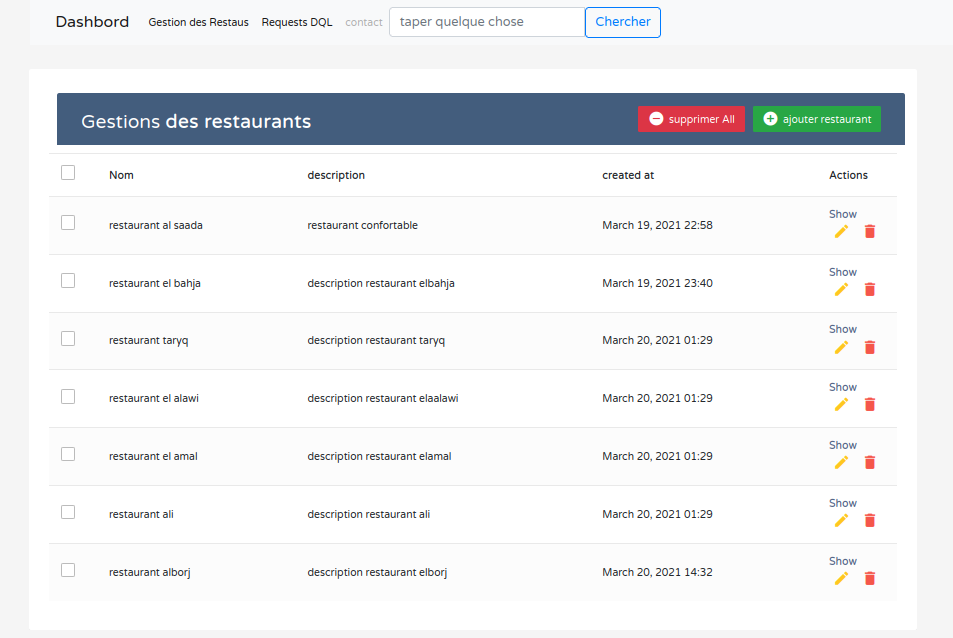 Dashbord Gestion des Restaus Requests DQL contact taper quelque chose Chercher
Gestions des restaurants supprimer All ajouter restaurant
Nom description created at Actions
restaurant al saada restaurant confortable March 19, 2021 22:58 Show
restaurant el bahja description restaurant elbahja March 19, 2021 23:40 Show
restaurant taryq description restaurant taryq March 20, 2021 01:29 Show
restaurant el alawi description restaurant elaalawi March 20, 2021 01:29 Show
restaurant el amal description restaurant elamal March 20, 2021 01:29 Show
restaurant ali description restaurant ali March 20, 2021 01:29 Show
restaurant alborj description restaurant elborj March 20, 2021 14:32 Show